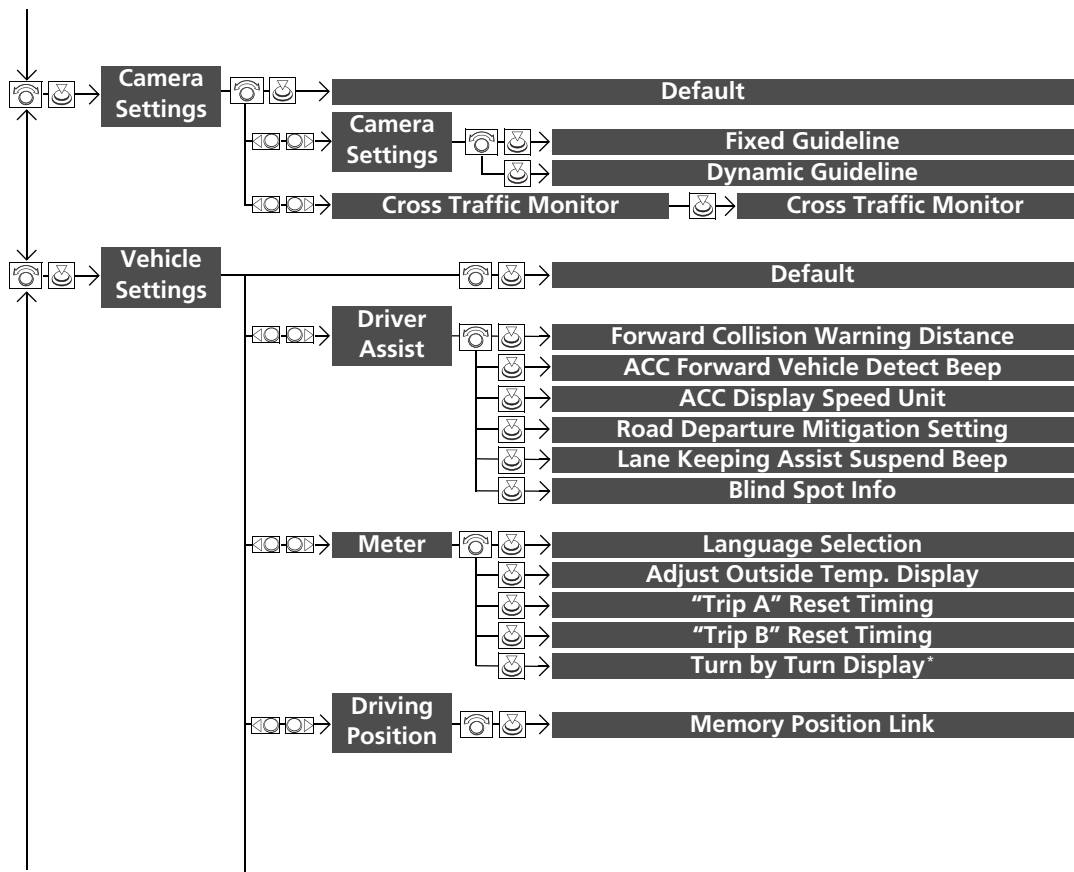 Camera
Settings
Default
Camera
Settings
Fixed Guideline
Dynamic Guideline
Cross Traffic Monitor
Cross Traffic Monitor
Vehicle
Settings
Default
Driver
Assist
Forward Collision Warning Distance
ACC Forward Vehicle Detect Beep
ACC Display Speed Unit
Road Departure Mitigation Setting
Lane Keeping Assist Suspend Beep
Blind Spot Info
Meter
Language Selection
Adjust Outside Temp. Display
“Trip A” Reset Timing
“Trip B” Reset Timing
Turn by Turn Display*
Driving
Position
Memory Position Link